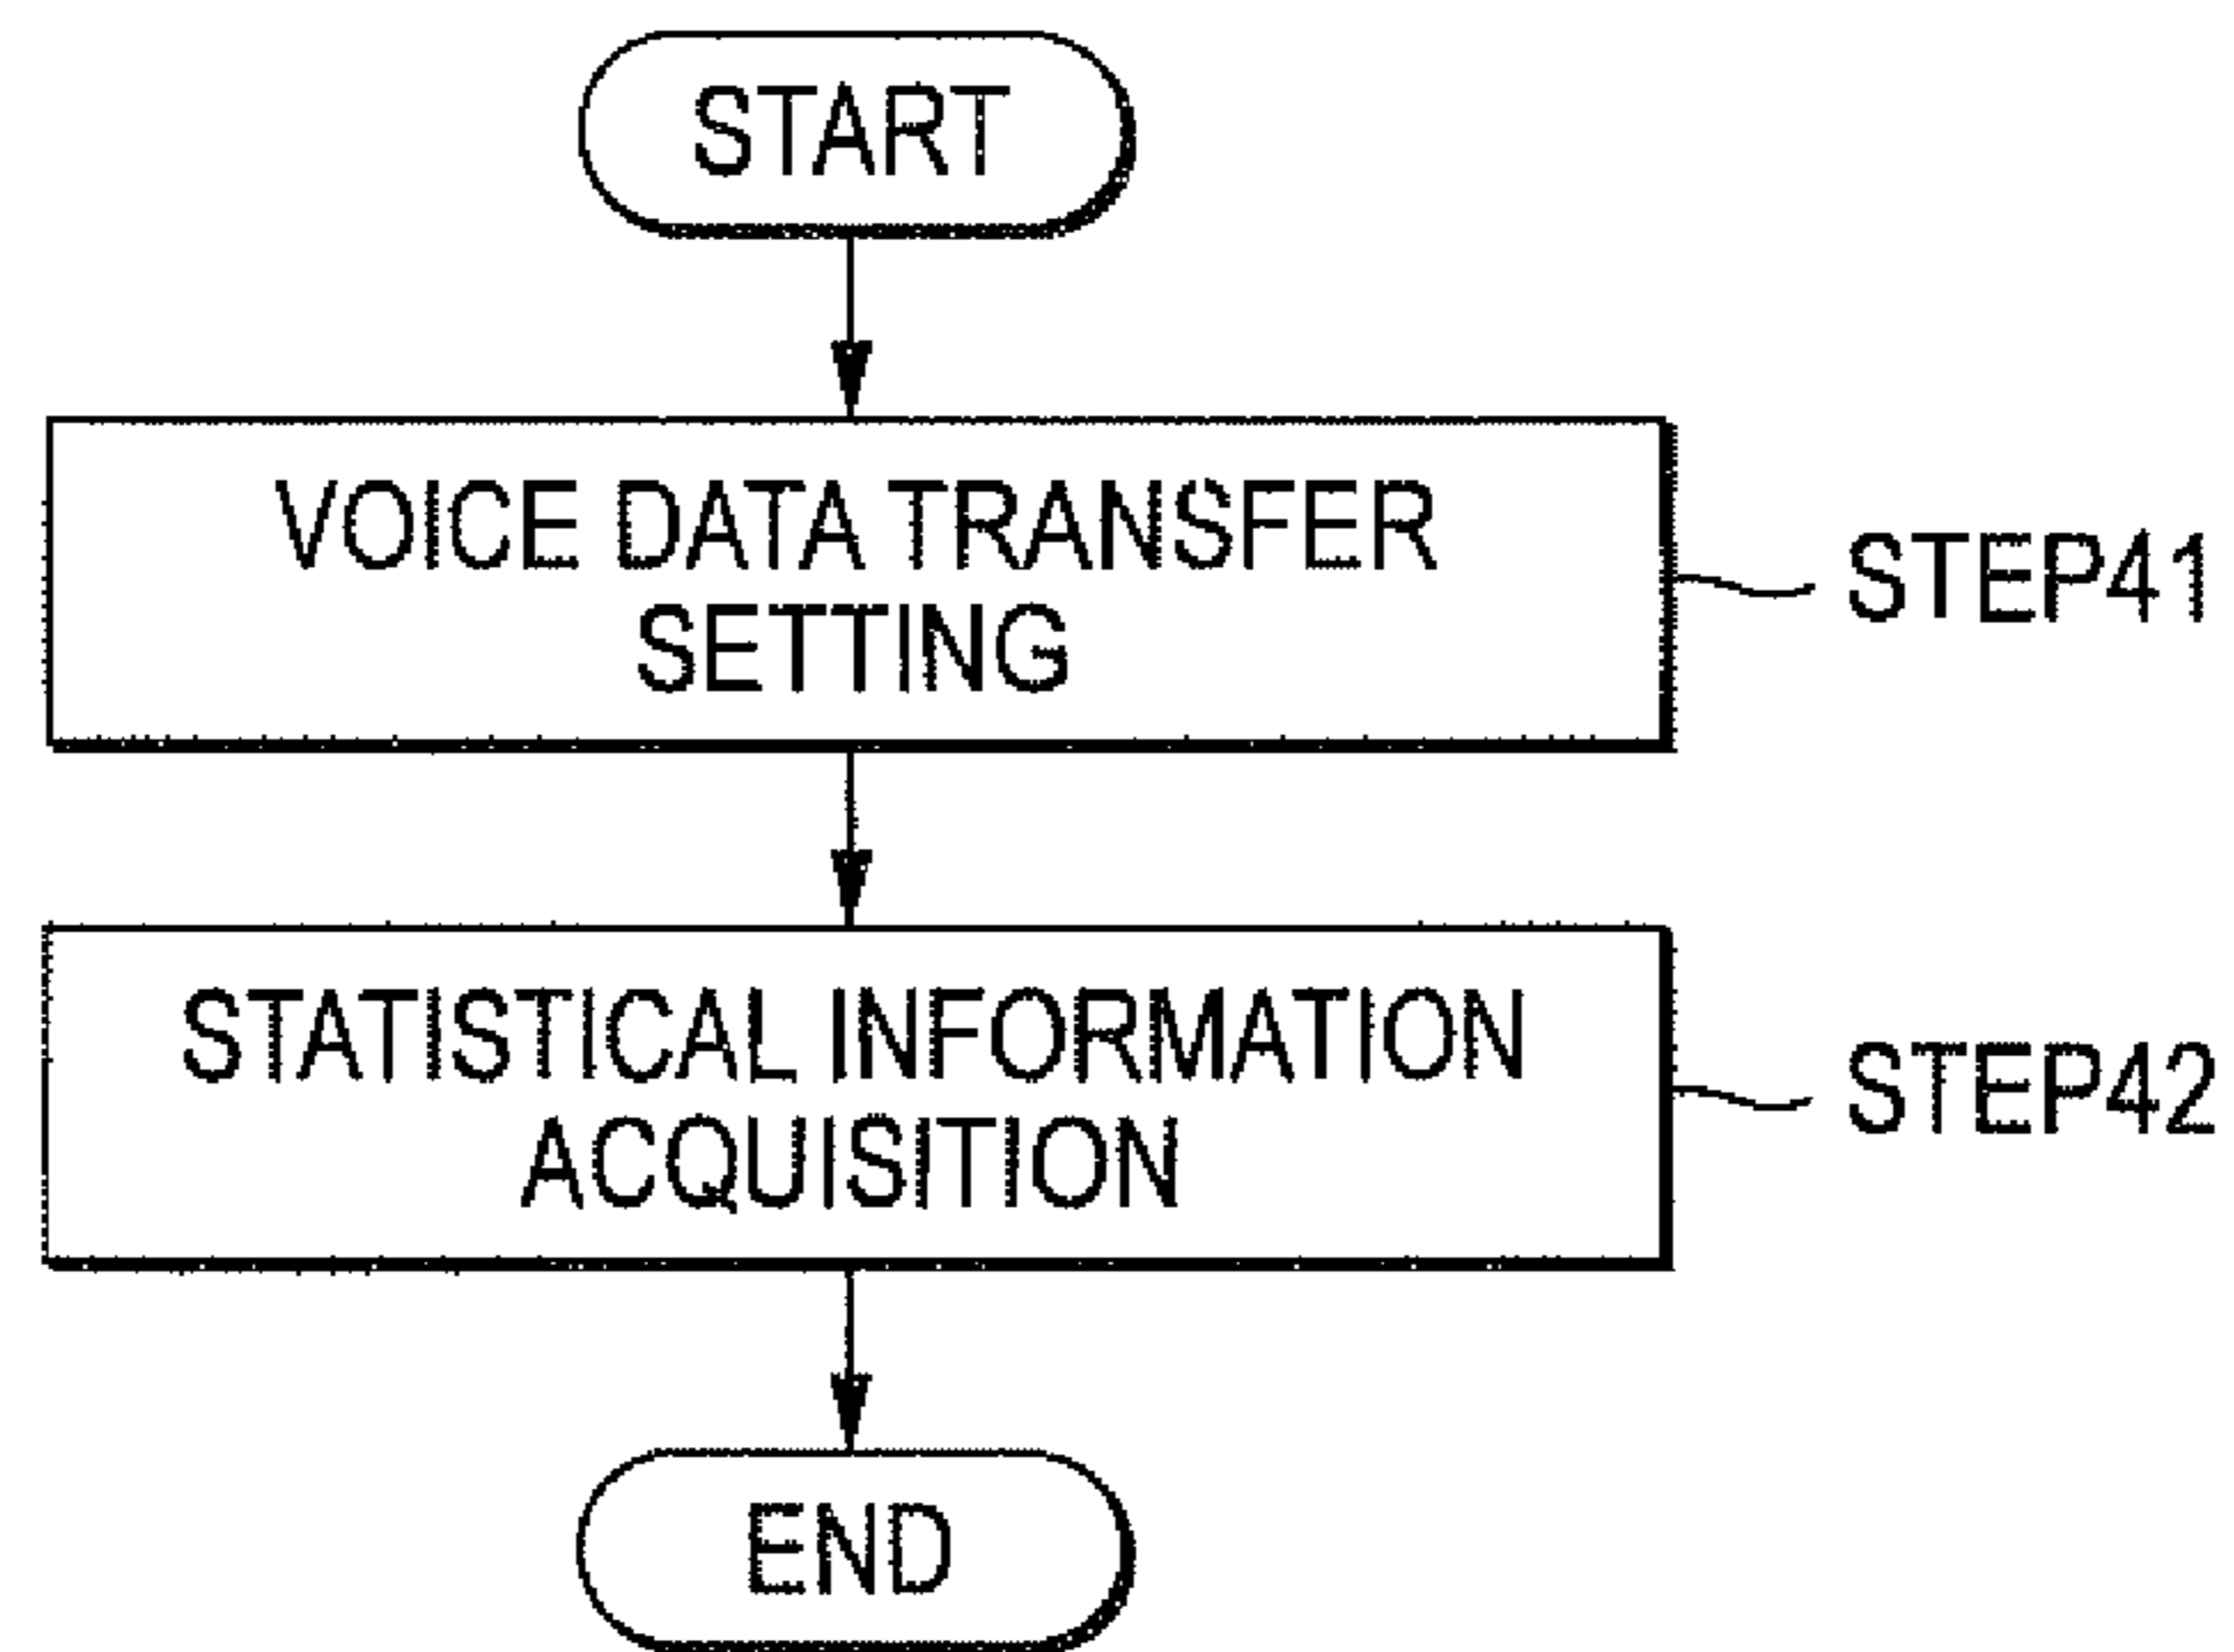 START
VOICE DATA TRANSFER
SETTING
STEP41
STATISTICAL INFORMATION
ACQUISITION
STEP42
END